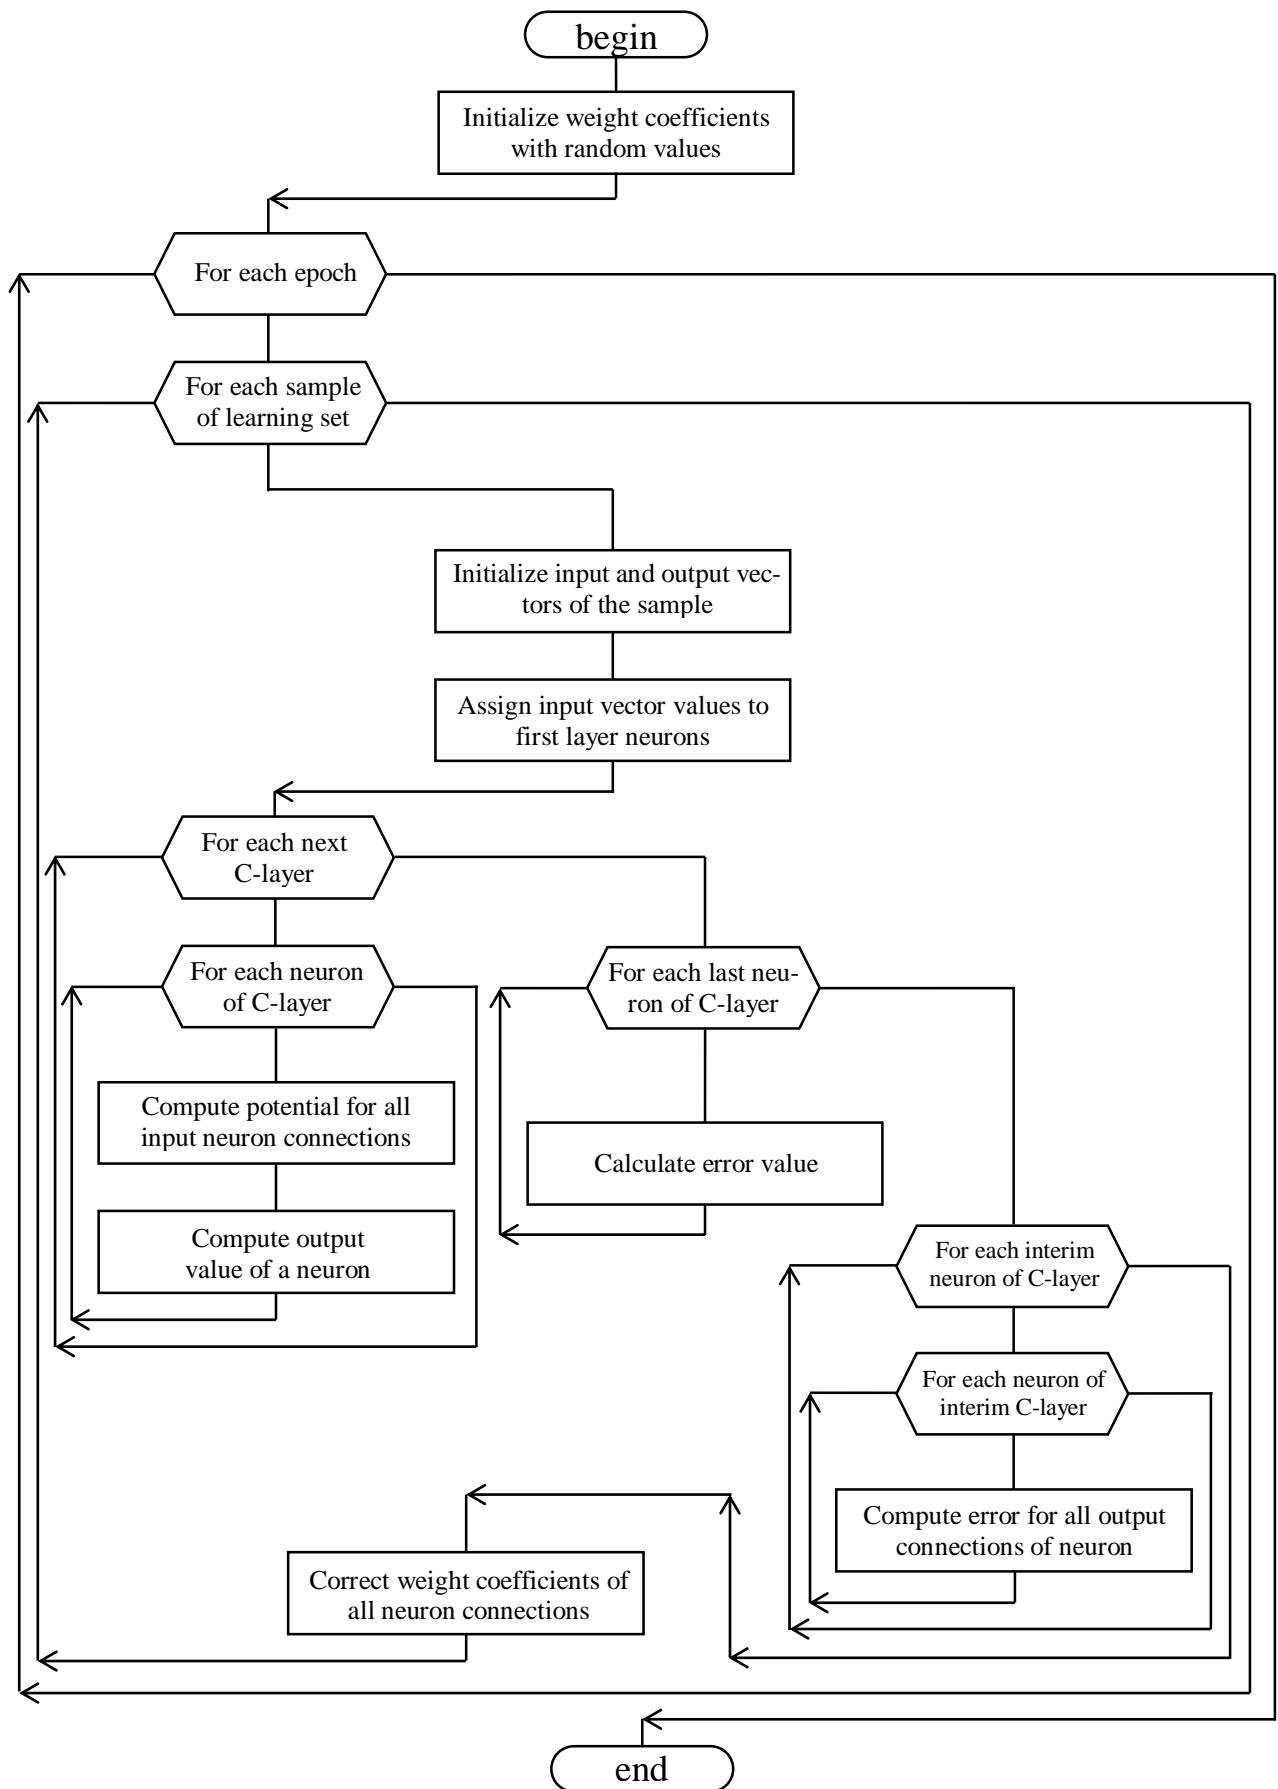 begin
Initialize weight coefficients
with random values
For each epoch
For each sample
of learning set
Initialize input and output vec-
tors of the sample
Assign input vector values to
first layer neurons
For each next
C-layer
For each neuron
of C-layer
For each last neu-
ron of C-layer
Compute potential for all
input neuron connections
Calculate error value
Compute output
value of a neuron
For each interim
neuron of C-layer
For each neuron of
interim C-layer
Compute error for all output
connections of neuron
Correct weight coefficients of
all neuron connections
end